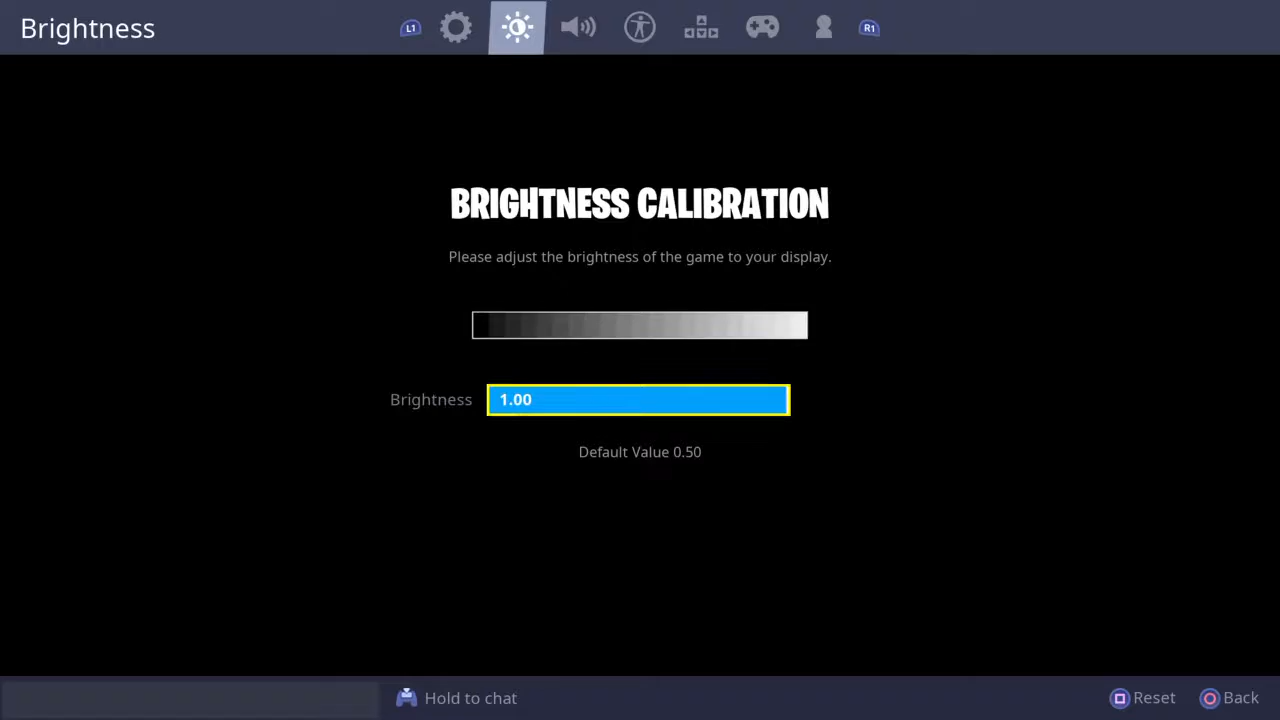 Brightness
L1
R1
BRIGHTNESS CALIBRATION
Please adjust the brightness of the game to your display.
Brightness
1.00
Default Value 0.50
Hold to chat
Reset
Back